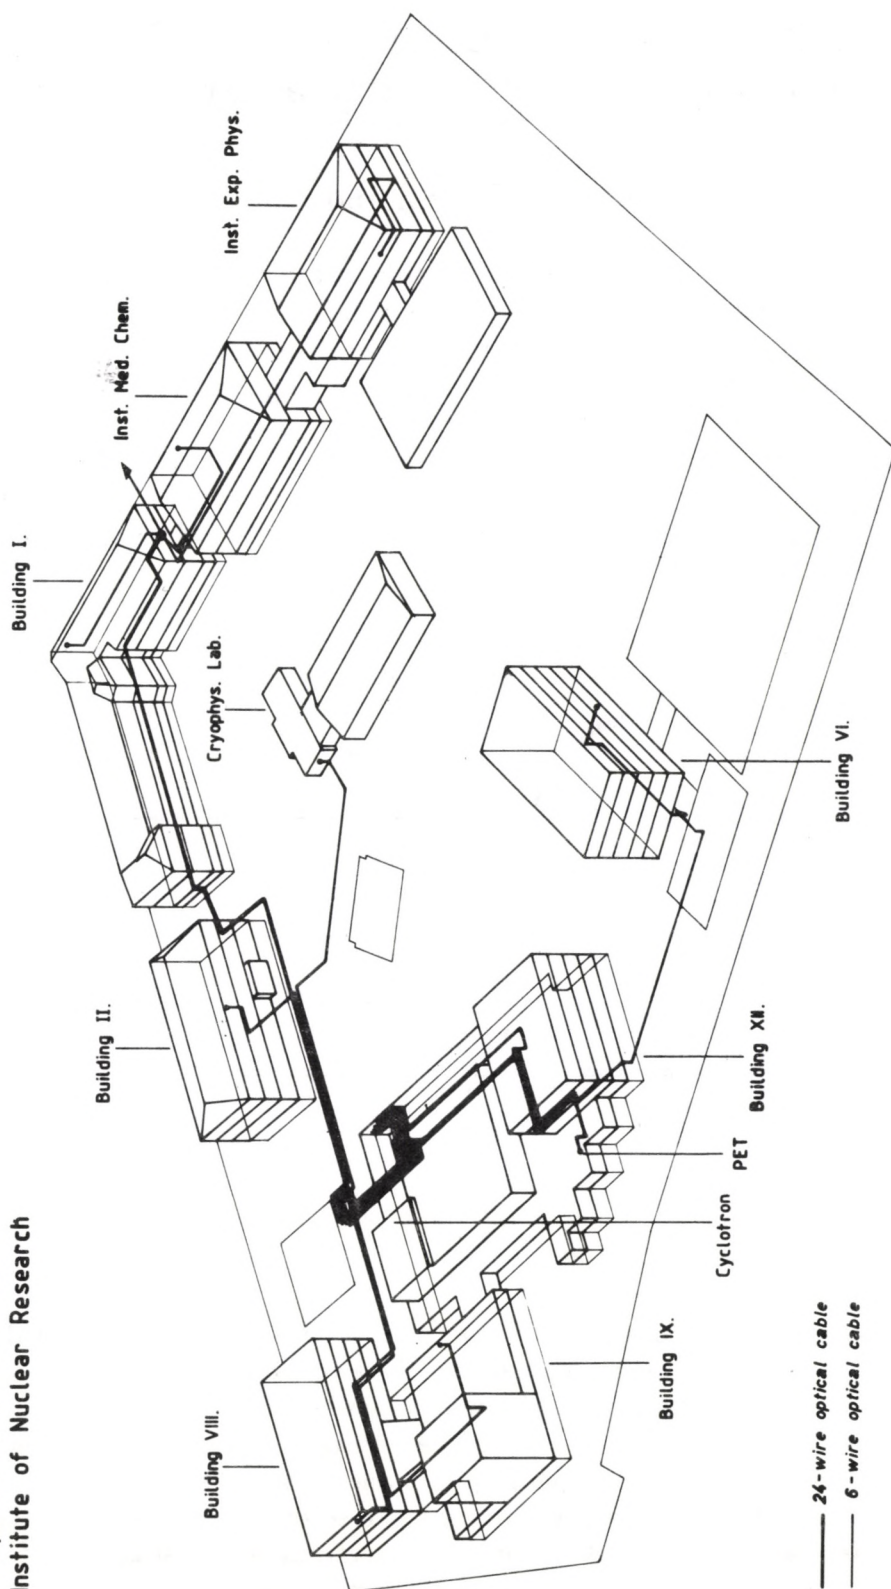 Institute of Nuclear Research
Building VIII.
Building II.
Building I.
Inst. Med. Chem.
Inst. Exp. Phys.
Cryophys. Lab.
Building IX.
Cyclotron
PET
Building XII.
Building VI.
24-wire optical cable
6-wire optical cable